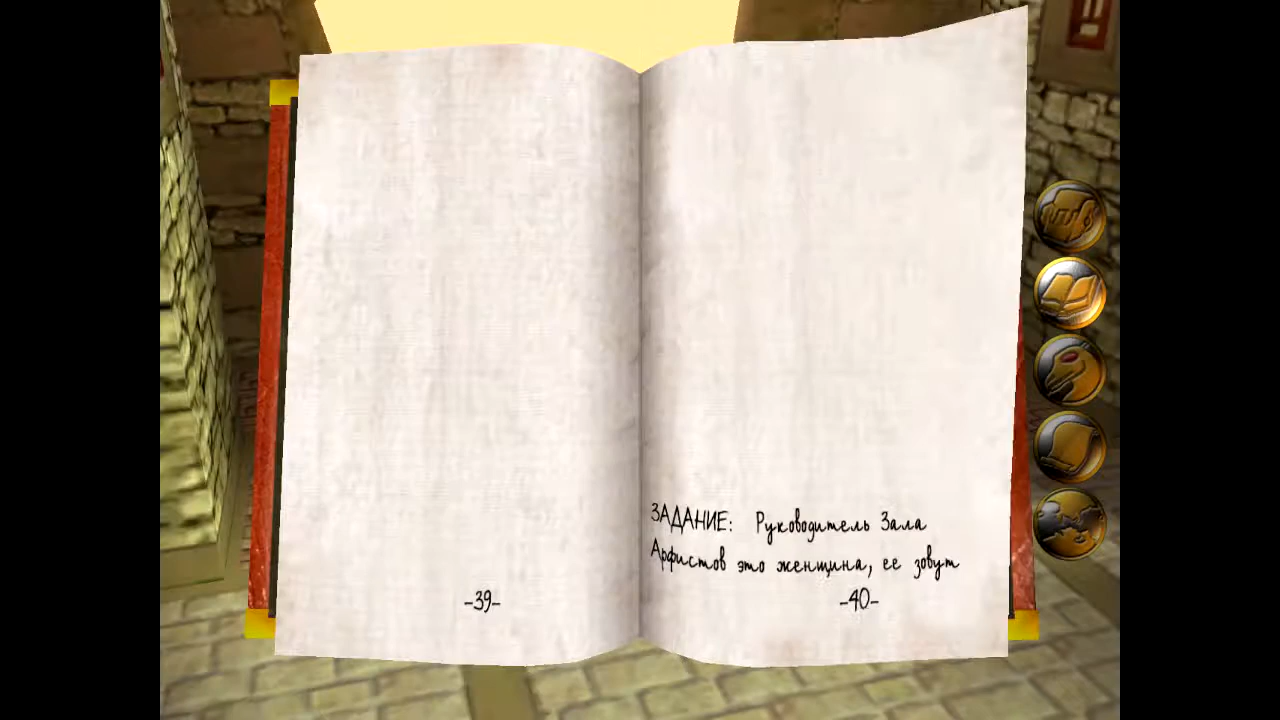 ЗАДАНИЕ: Руководитель Зала
Арфистов это женщина, ее зовут
-39-
-40-